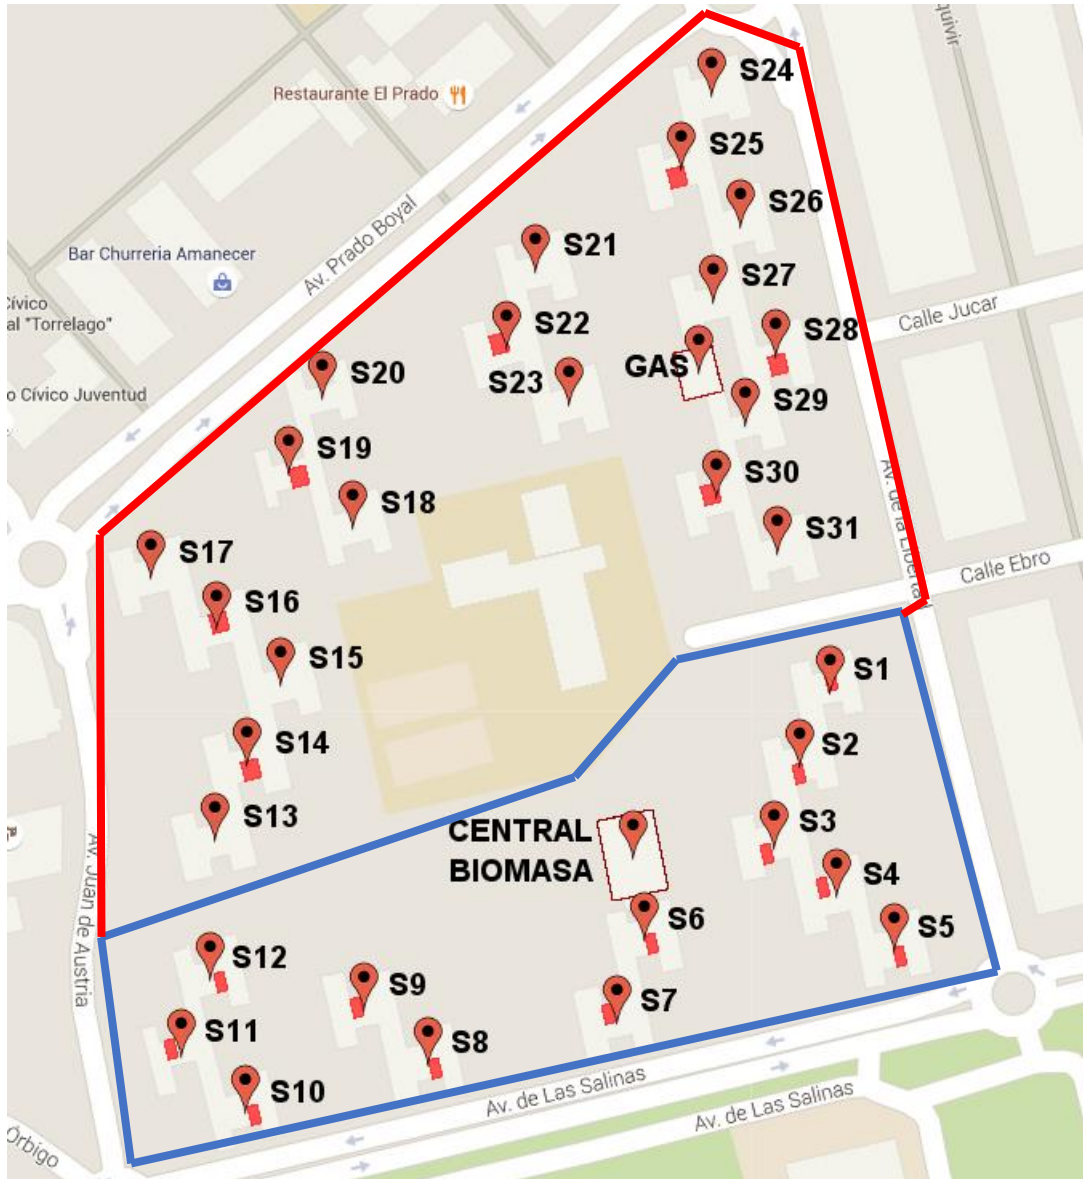 quivir
S24
Restaurante El Prado
S25
S26
Av. Prado Boyal
S21
Bar Churreria Amanecer
S27
Cívico
al "Torrelago"
S22
S28
Calle Jucar
GAS
S20
S23
o Cívico Juventud
S29
S19
S30
S18
Av. de la Libertad
S31
S17
Calle Ebro
S16
S15
S1
S14
S2
S13
S3
CENTRAL
BIOMASA
S4
Av. Juan de Austria
S6
S5
S12
S9
S7
S11
S8
S10
Av. de Las Salinas
Av. de Las Salinas
Órbigo